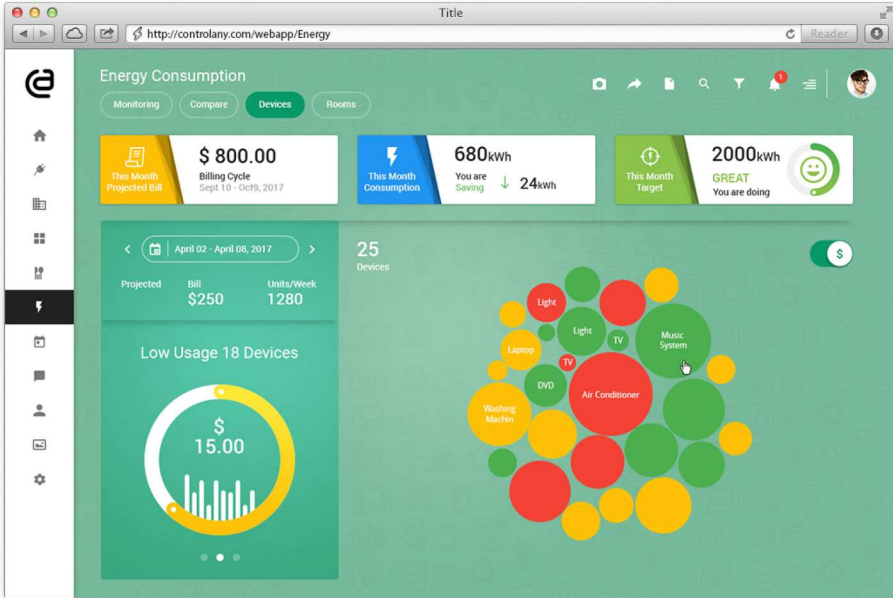 Title
http://controlany.com/webapp/Energy
Reader
Energy Consumption
Monitoring
Compare
Devices
Rooms
1
This Month
Projected Bill
$ 800.00
Billing Cycle
Sept 10 - Oct9, 2017
This Month
Consumption
680kWh
You are
Saving
24kWh
This Month
Target
2000kWh
GREAT
You are doing
April 02 - April 08, 2017
Projected
Bill
$250
Units/Week
1280
25
Devices
$
Low Usage 18 Devices
$
15.00
Light
Light
TV
Music
System
Laptop
TV
DVD
Air Conditioner
Washing
Machin